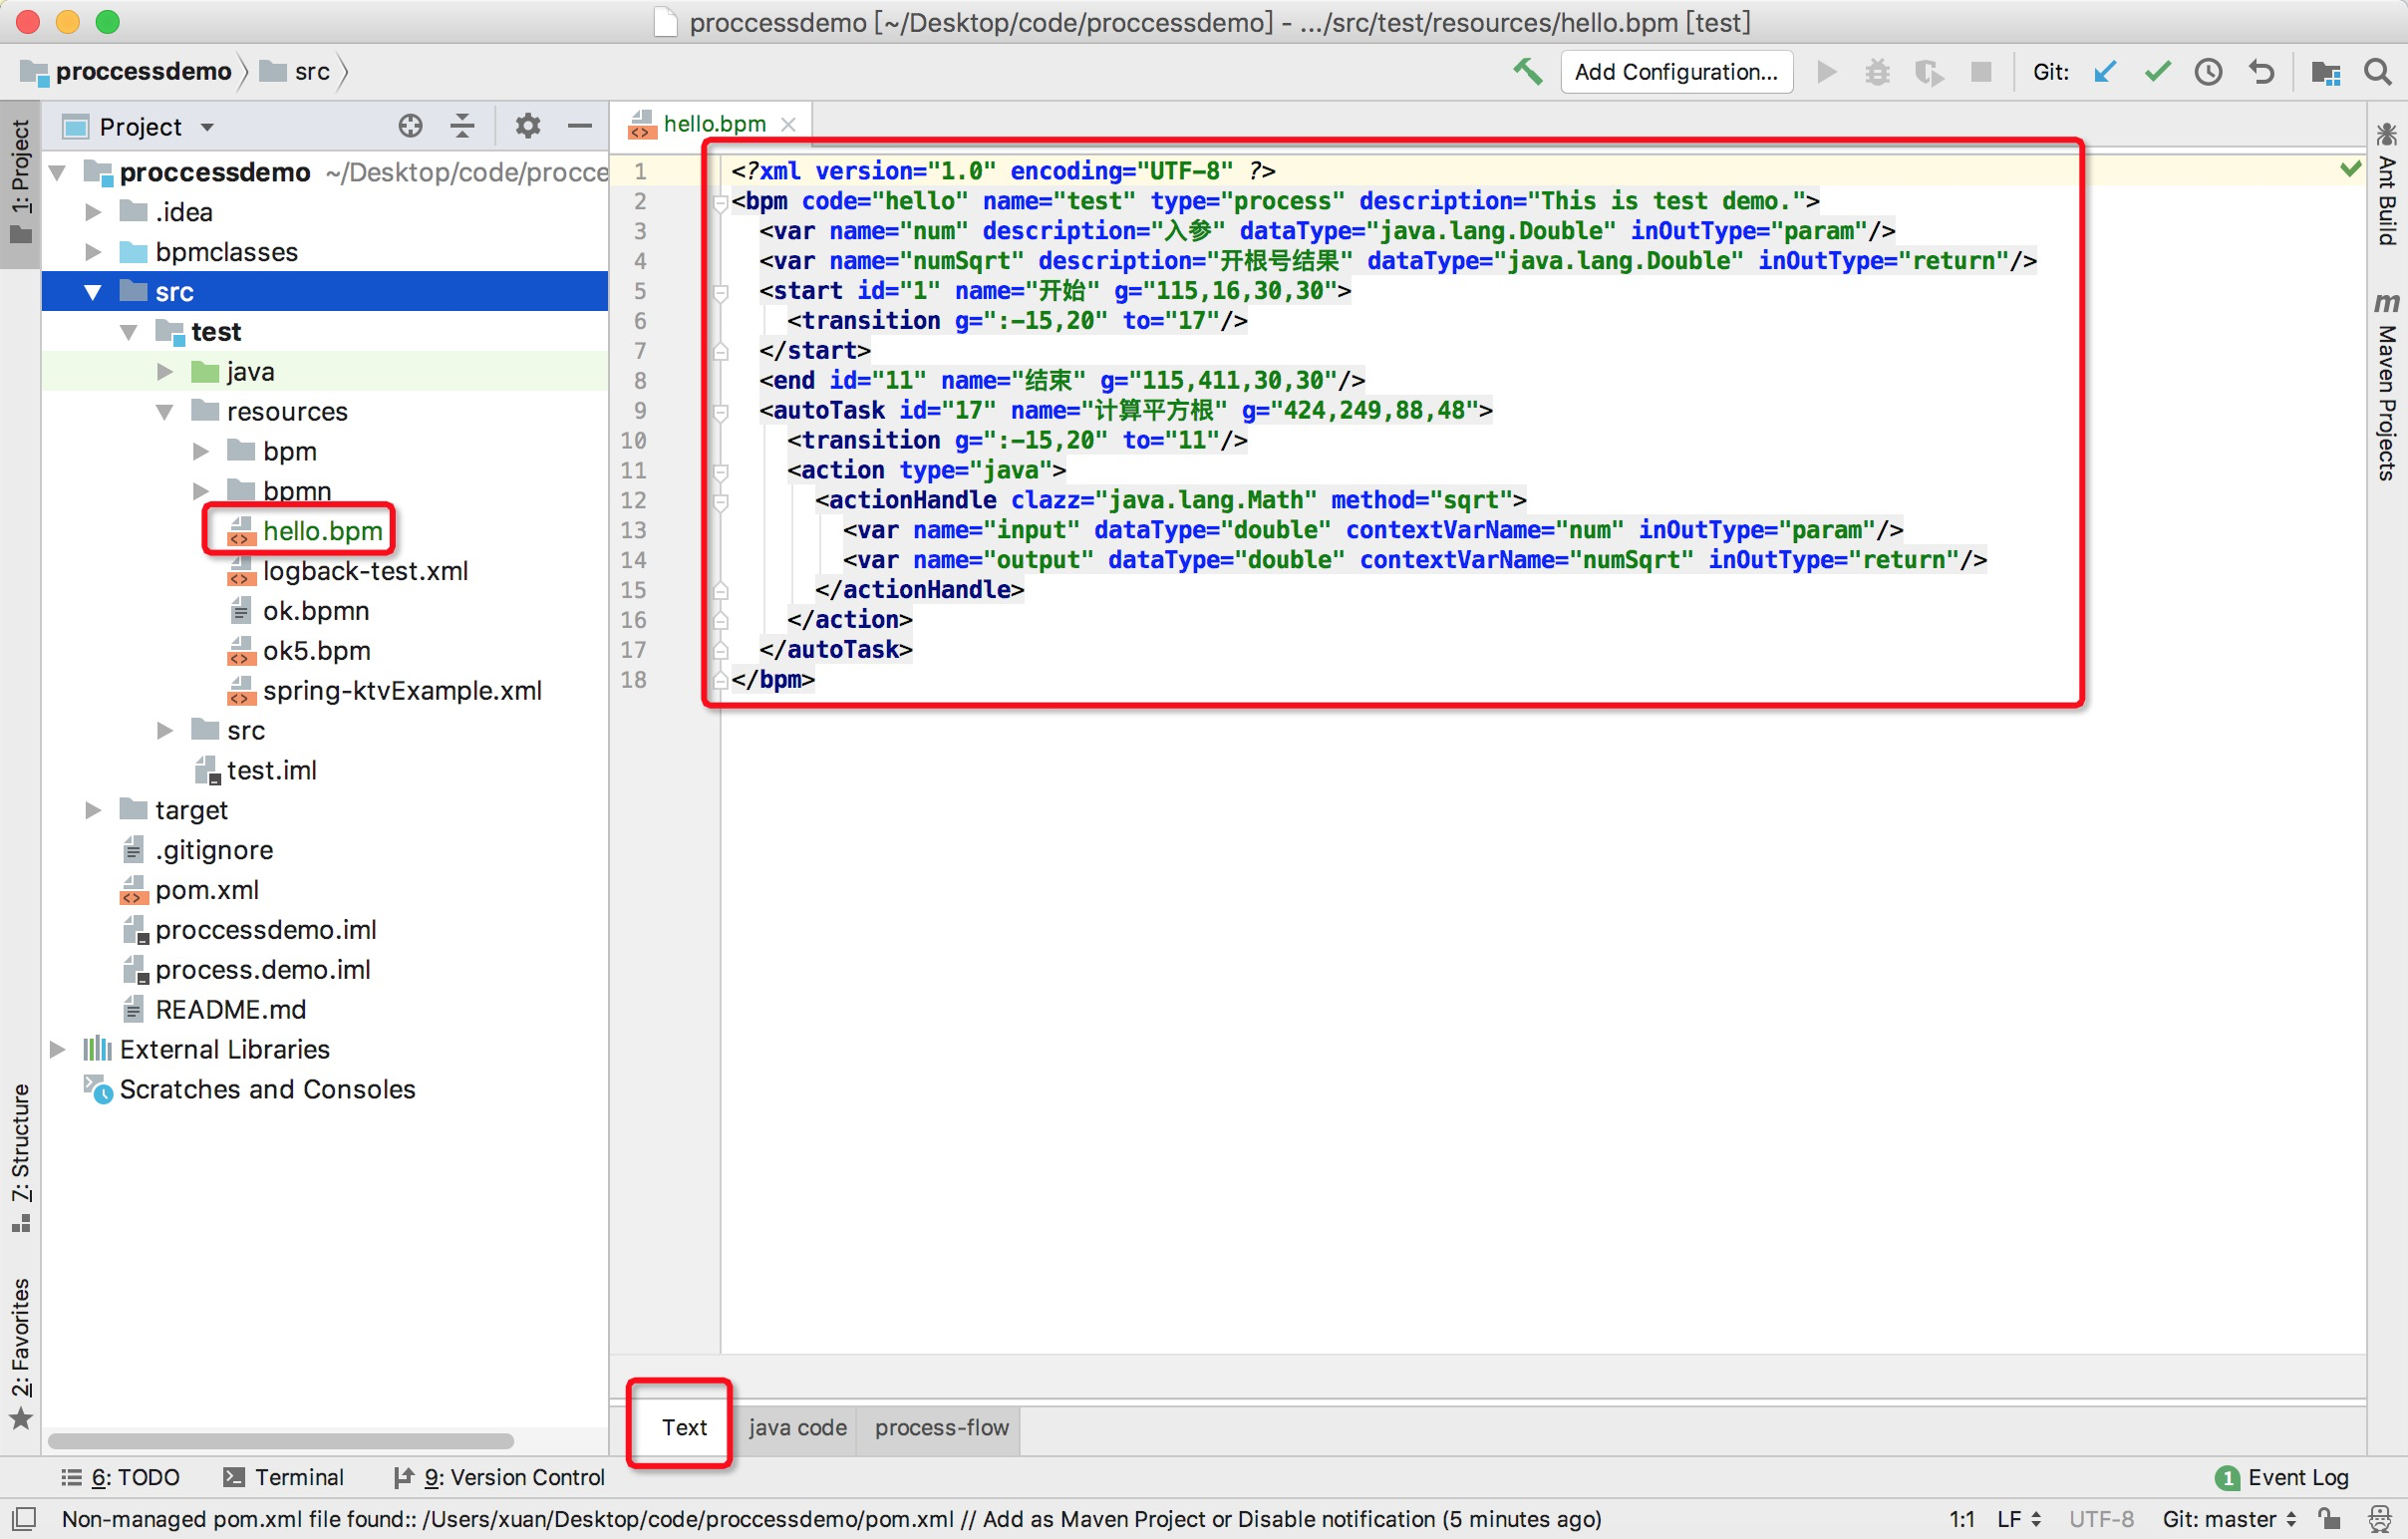 proccessdemo [~/Desktop/code/proccessdemo] - .../src/test/resources/hello.bpm [test]
proccessdemo src Add Configuration... Git:
1: Project
Project
hello.bpm
proccessdemo ~/Desktop/code/procce
.idea
bpmclasses
src
test
java
resources
bpm
bpmn
hello.bpm
logback-test.xml
ok.bpmn
ok5.bpm
spring-ktvExample.xml
src
test.iml
target
.gitignore
pom.xml
proccessdemo.iml
process.demo.iml
README.md
External Libraries
Scratches and Consoles
1 <?xml version="1.0" encoding="UTF-8" ?>
2 <bpm code="hello" name="test" type="process" description="This is test demo.">
3 <var name="num" description="入参" dataType="java.lang.Double" inOutType="param"/>
4 <var name="numSqrt" description="开根号结果" dataType="java.lang.Double" inOutType="return"/>
5 <start id="1" name="开始" g="115,16,30,30">
6 <transition g=":-15,20" to="17"/>
7 </start>
8 <end id="11" name="结束" g="115,411,30,30"/>
9 <autoTask id="17" name="计算平方根" g="424,249,88,48">
10 <transition g=":-15,20" to="11"/>
11 <action type="java">
12 <actionHandle clazz="java.lang.Math" method="sqrt">
13 <var name="input" dataType="double" contextVarName="num" inOutType="param"/>
14 <var name="output" dataType="double" contextVarName="numSqrt" inOutType="return"/>
15 </actionHandle>
16 </action>
17 </autoTask>
18 </bpm>
Ant Build
m Maven Projects
7: Structure
2: Favorites
Text java code process-flow
6: TODO Terminal 9: Version Control 1 Event Log
Non-managed pom.xml file found:: /Users/xuan/Desktop/code/proccessdemo/pom.xml // Add as Maven Project or Disable notification (5 minutes ago) 1:1 LF UTF-8 Git: master